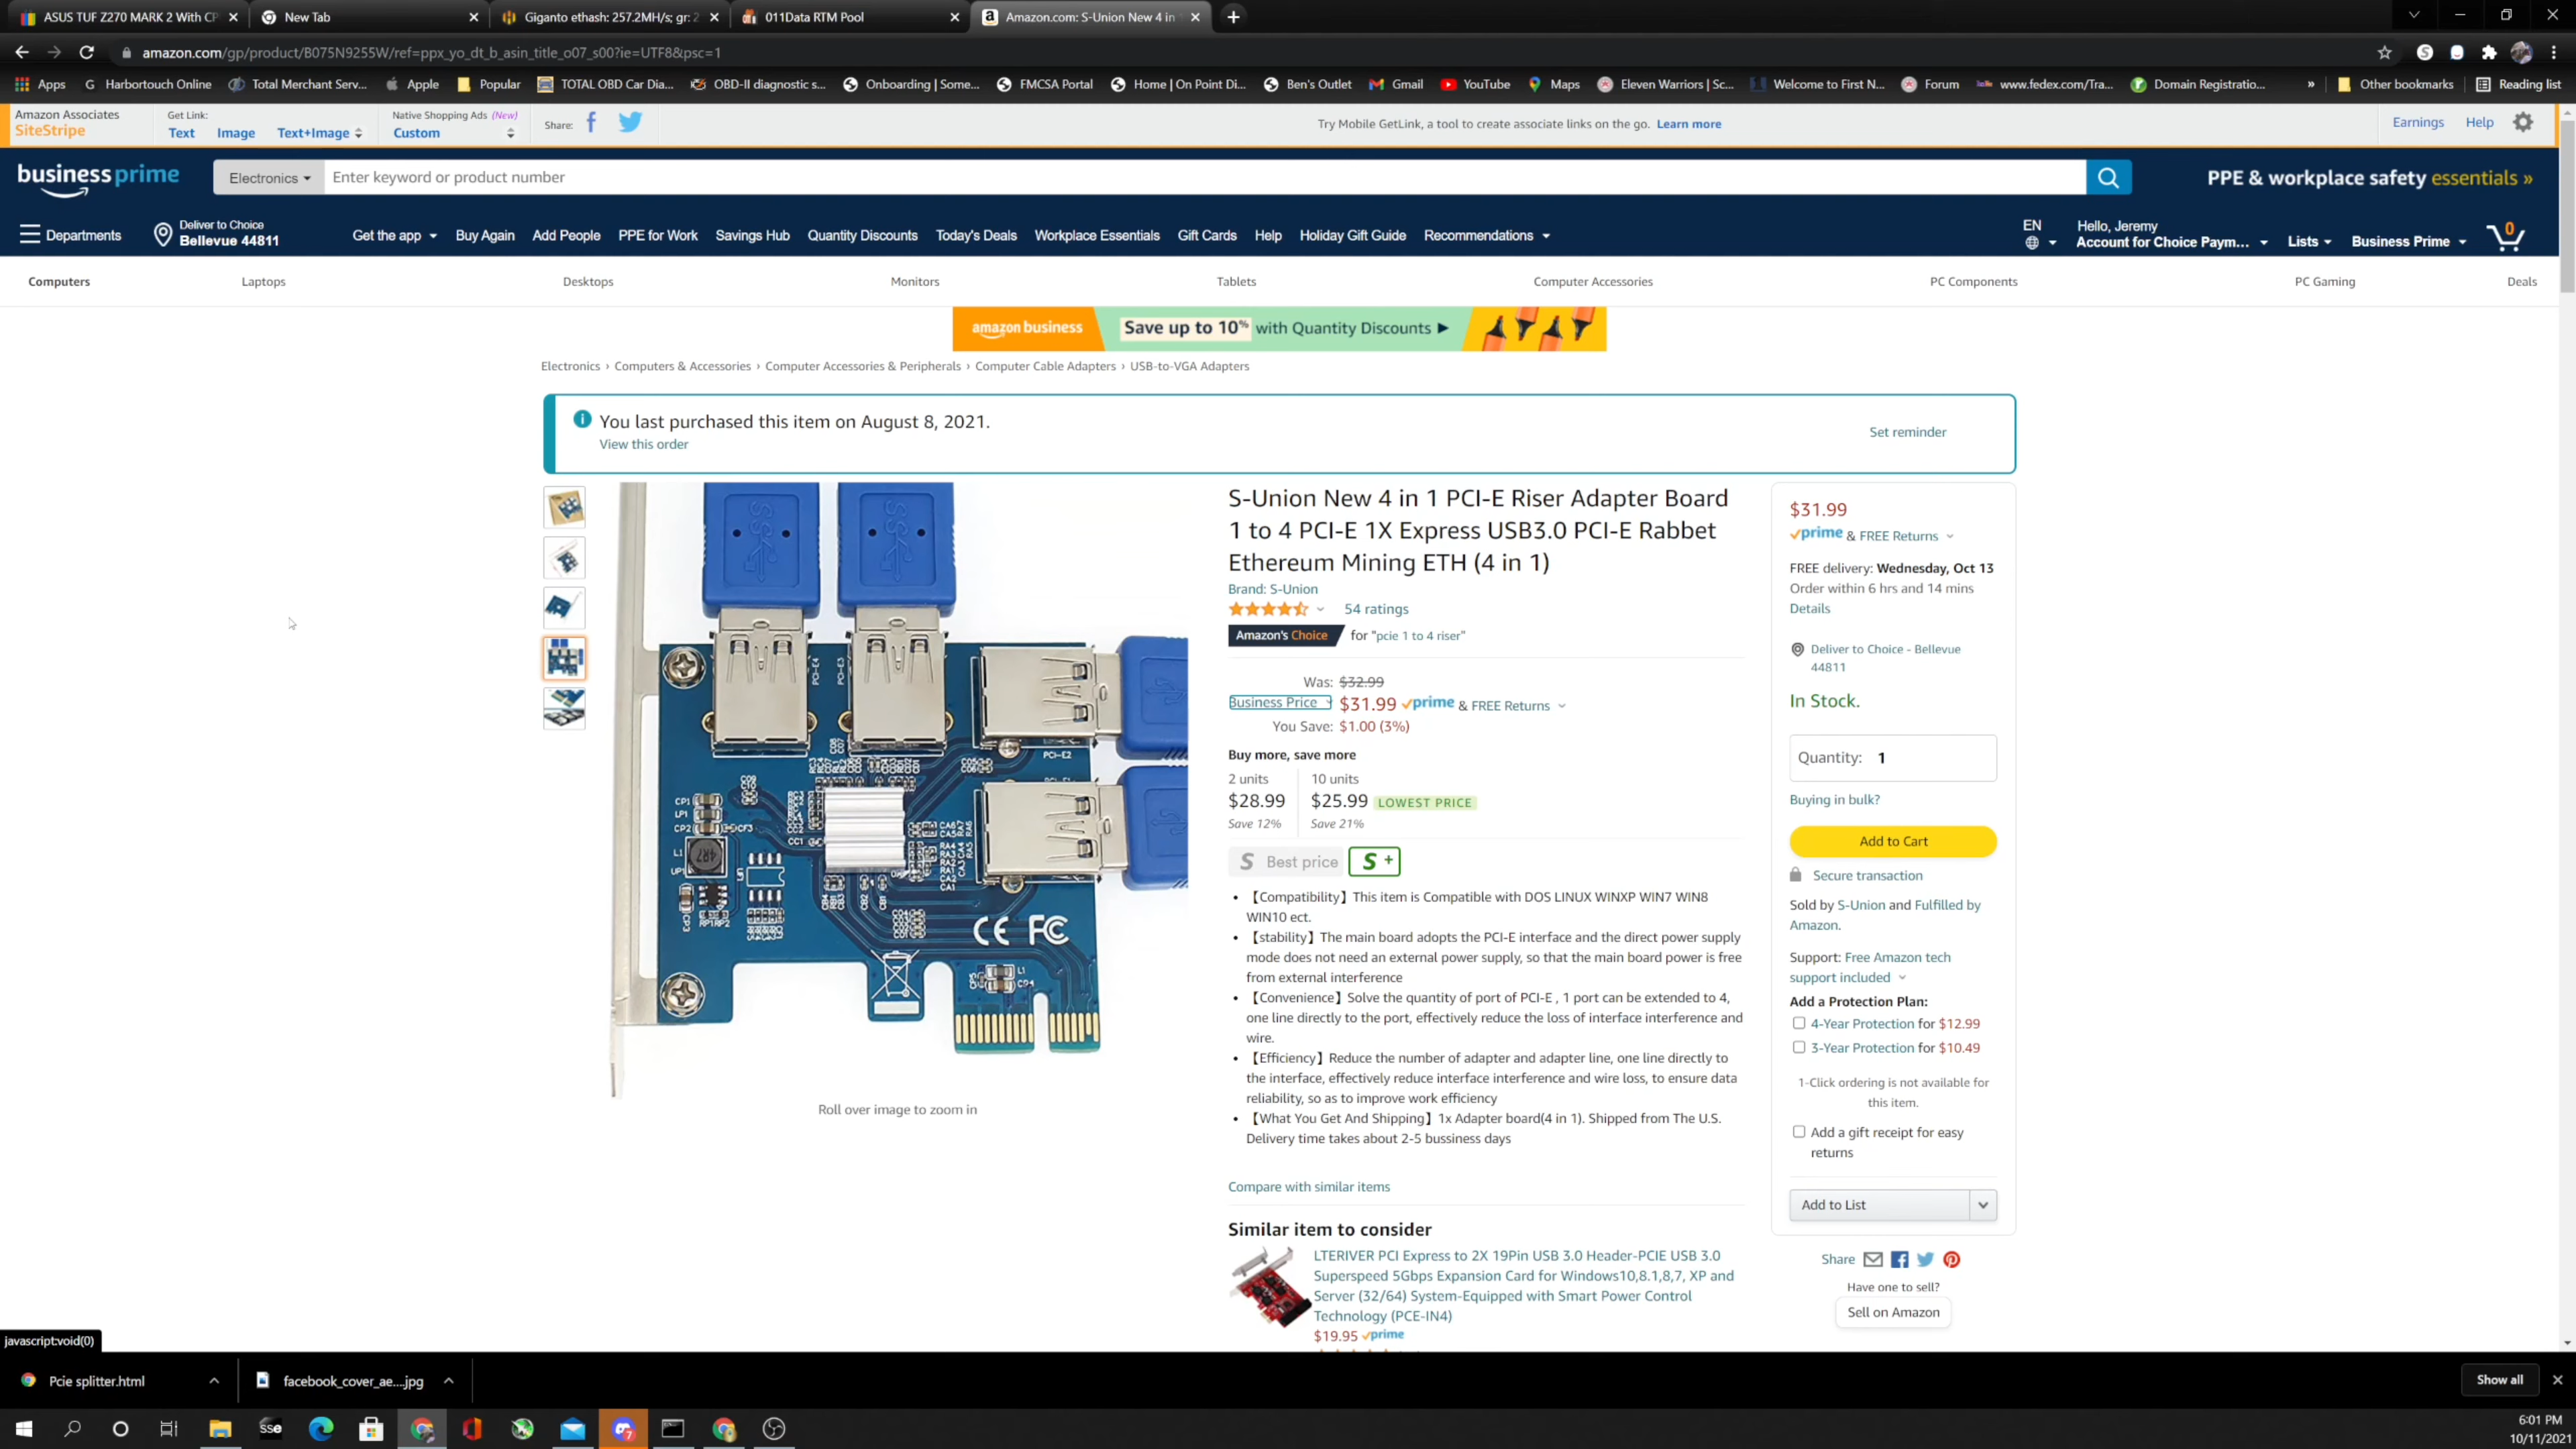 ASUS TUF Z270 MARK 2 With CP
New Tab
Giganto ethash: 257.2MH/s; gr: 2
011Data RTM Pool
Amazon.com: S-Union New 4 in
amazon.com/gp/product/B075N9255W/ref=ppx_yo_dt_b_asin_title_o07_s00?ie=UTF8&psc=1
Apps
Harbortouch Online
Total Merchant Serv...
Apple
Popular
TOTAL OBD Car Dia...
OBD-II diagnostic s...
Onboarding | Some...
FMCSA Portal
Home | On Point Di...
Ben's Outlet
Gmail
YouTube
Maps
Eleven Warriors | Sc...
Welcome to First N...
Forum
www.fedex.com/Tra...
Domain Registratio...
»
Other bookmarks
Reading list
Amazon Associates
SiteStripe
Get Link:
Text Image Text+Image
Native Shopping Ads (New)
Custom
Share:
Try Mobile GetLink, a tool to create associate links on the go. Learn more
Earnings Help
business prime
Electronics
Enter keyword or product number
PPE & workplace safety essentials »
Departments
Deliver to Choice
Bellevue 44811
Get the app
Buy Again
Add People
PPE for Work
Savings Hub
Quantity Discounts
Today's Deals
Workplace Essentials
Gift Cards
Help
Holiday Gift Guide
Recommendations
EN
Hello, Jeremy
Account for Choice Paym...
Lists
Business Prime
0
Computers
Laptops
Desktops
Monitors
Tablets
Computer Accessories
PC Components
PC Gaming
Deals
amazon business
Save up to 10% with Quantity Discounts ▶
Electronics › Computers & Accessories › Computer Accessories & Peripherals › Computer Cable Adapters › USB-to-VGA Adapters
You last purchased this item on August 8, 2021.
View this order
Set reminder
PCI-E4
PCI-E3
PCI-E2
CP1
LP1
CP2
CF3
L1
4R7
UP1
CP3
RP1RP2
CC1
CE FC
L1
CP4
Roll over image to zoom in
S-Union New 4 in 1 PCI-E Riser Adapter Board
1 to 4 PCI-E 1X Express USB3.0 PCI-E Rabbet
Ethereum Mining ETH (4 in 1)
Brand: S-Union
54 ratings
Amazon's Choice for "pcie 1 to 4 riser"
Was: $32.99
Business Price $31.99 prime & FREE Returns
You Save: $1.00 (3%)
Buy more, save more
2 units
$28.99
Save 12%
10 units
$25.99 LOWEST PRICE
Save 21%
S Best price S +
• 【Compatibility】This item is Compatible with DOS LINUX WINXP WIN7 WIN8
WIN10 ect.
• 【stability】The main board adopts the PCI-E interface and the direct power supply
mode does not need an external power supply, so that the main board power is free
from external interference
• 【Convenience】Solve the quantity of port of PCI-E , 1 port can be extended to 4,
one line directly to the port, effectively reduce the loss of interface interference and
wire.
• 【Efficiency】Reduce the number of adapter and adapter line, one line directly to
the interface, effectively reduce interface interference and wire loss, to ensure data
reliability, so as to improve work efficiency
• 【What You Get And Shipping】1x Adapter board(4 in 1). Shipped from The U.S.
Delivery time takes about 2-5 bussiness days
Compare with similar items
Similar item to consider
LTERIVER PCI Express to 2X 19Pin USB 3.0 Header-PCIE USB 3.0
Superspeed 5Gbps Expansion Card for Windows10,8.1,8,7, XP and
Server (32/64) System-Equipped with Smart Power Control
Technology (PCE-IN4)
$19.95 prime
$31.99
prime & FREE Returns
FREE delivery: Wednesday, Oct 13
Order within 6 hrs and 14 mins
Details
Deliver to Choice - Bellevue
44811
In Stock.
Quantity: 1
Buying in bulk?
Add to Cart
Secure transaction
Sold by S-Union and Fulfilled by
Amazon.
Support: Free Amazon tech
support included
Add a Protection Plan:
4-Year Protection for $12.99
3-Year Protection for $10.49
1-Click ordering is not available for
this item.
Add a gift receipt for easy
returns
Add to List
Share
Have one to sell?
Sell on Amazon
javascript:void(0)
Pcie splitter.html
facebook_cover_ae....jpg
Show all
sse
7
6:01 PM
10/11/2021